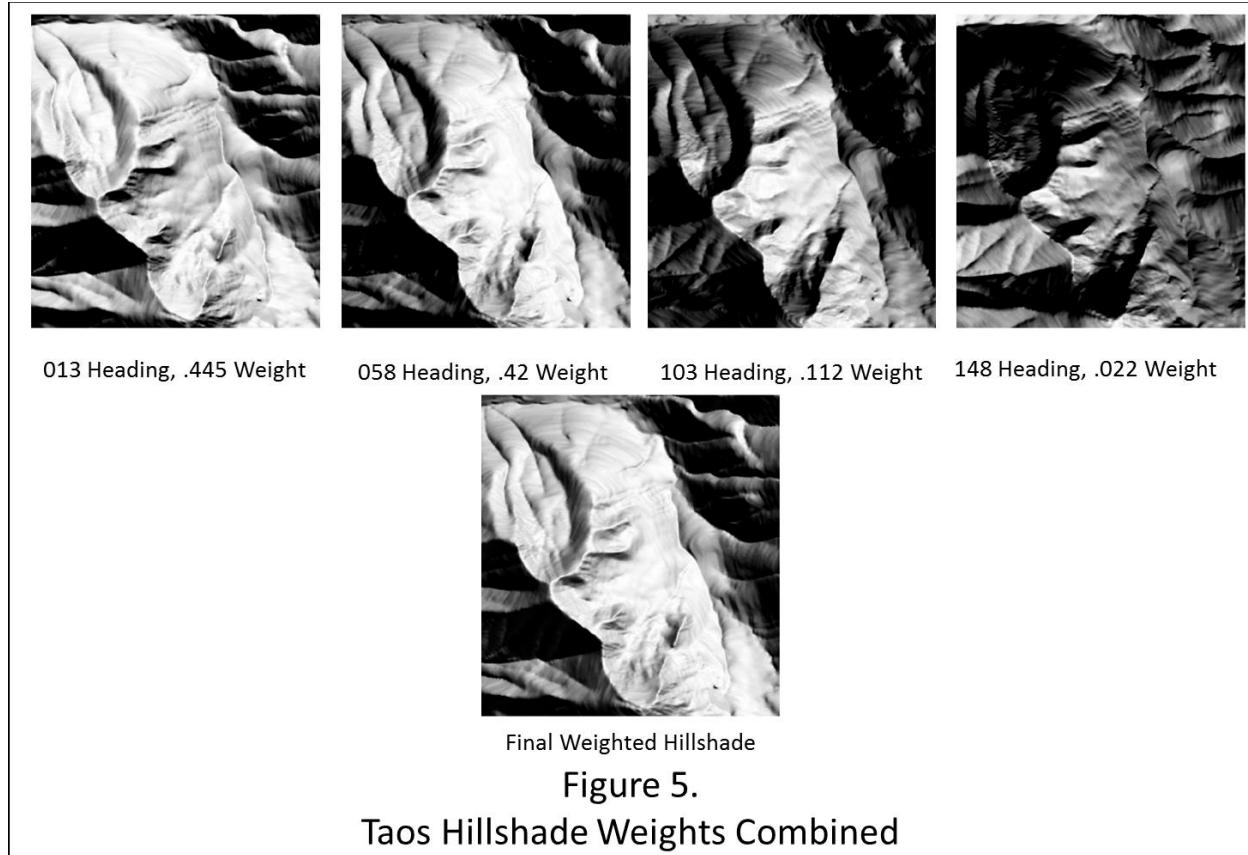 013 Heading, .445 Weight
058 Heading, .42 Weight
103 Heading, .112 Weight
148 Heading, .022 Weight
Final Weighted Hillshade
Figure 5.
Taos Hillshade Weights Combined